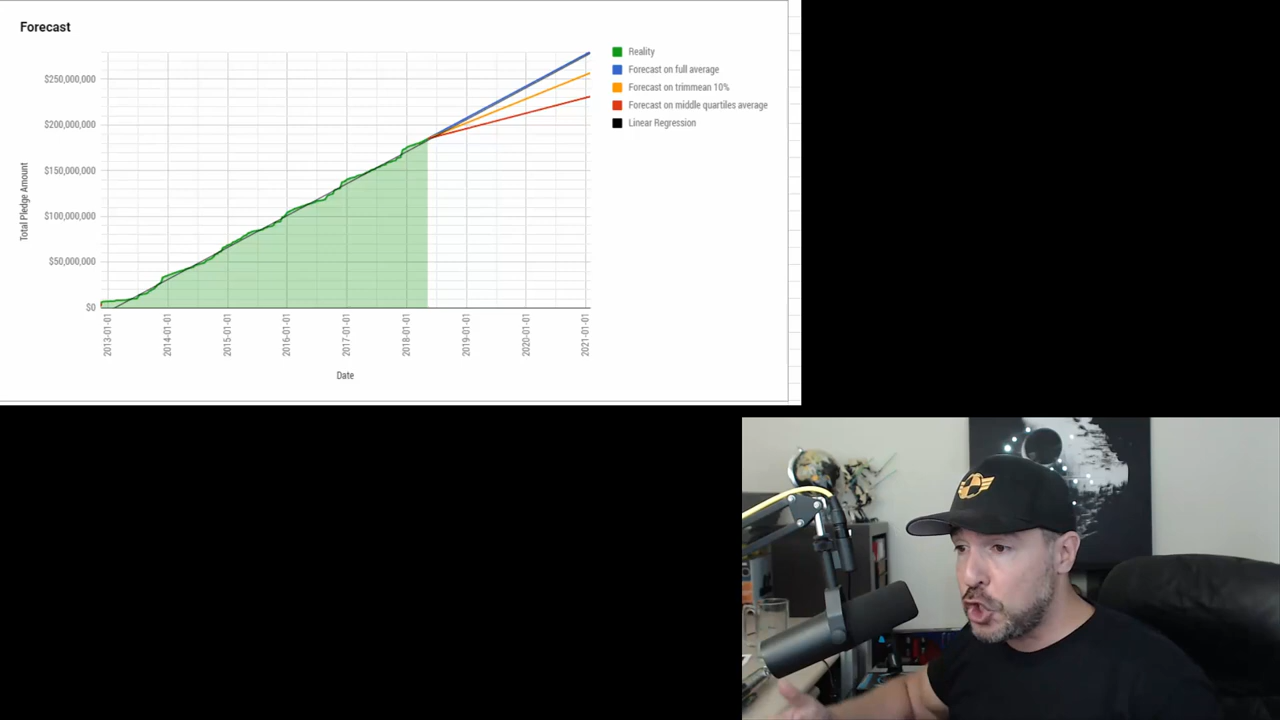 Forecast
Reality
Forecast on full average
Forecast on trimmean 10%
Forecast on middle quartiles average
Linear Regression
Total Pledge Amount
$250,000,000
$200,000,000
$150,000,000
$100,000,000
$50,000,000
$0
2013-01-01
2014-01-01
2015-01-01
2016-01-01
2017-01-01
2018-01-01
2019-01-01
2020-01-01
2021-01-01
Date